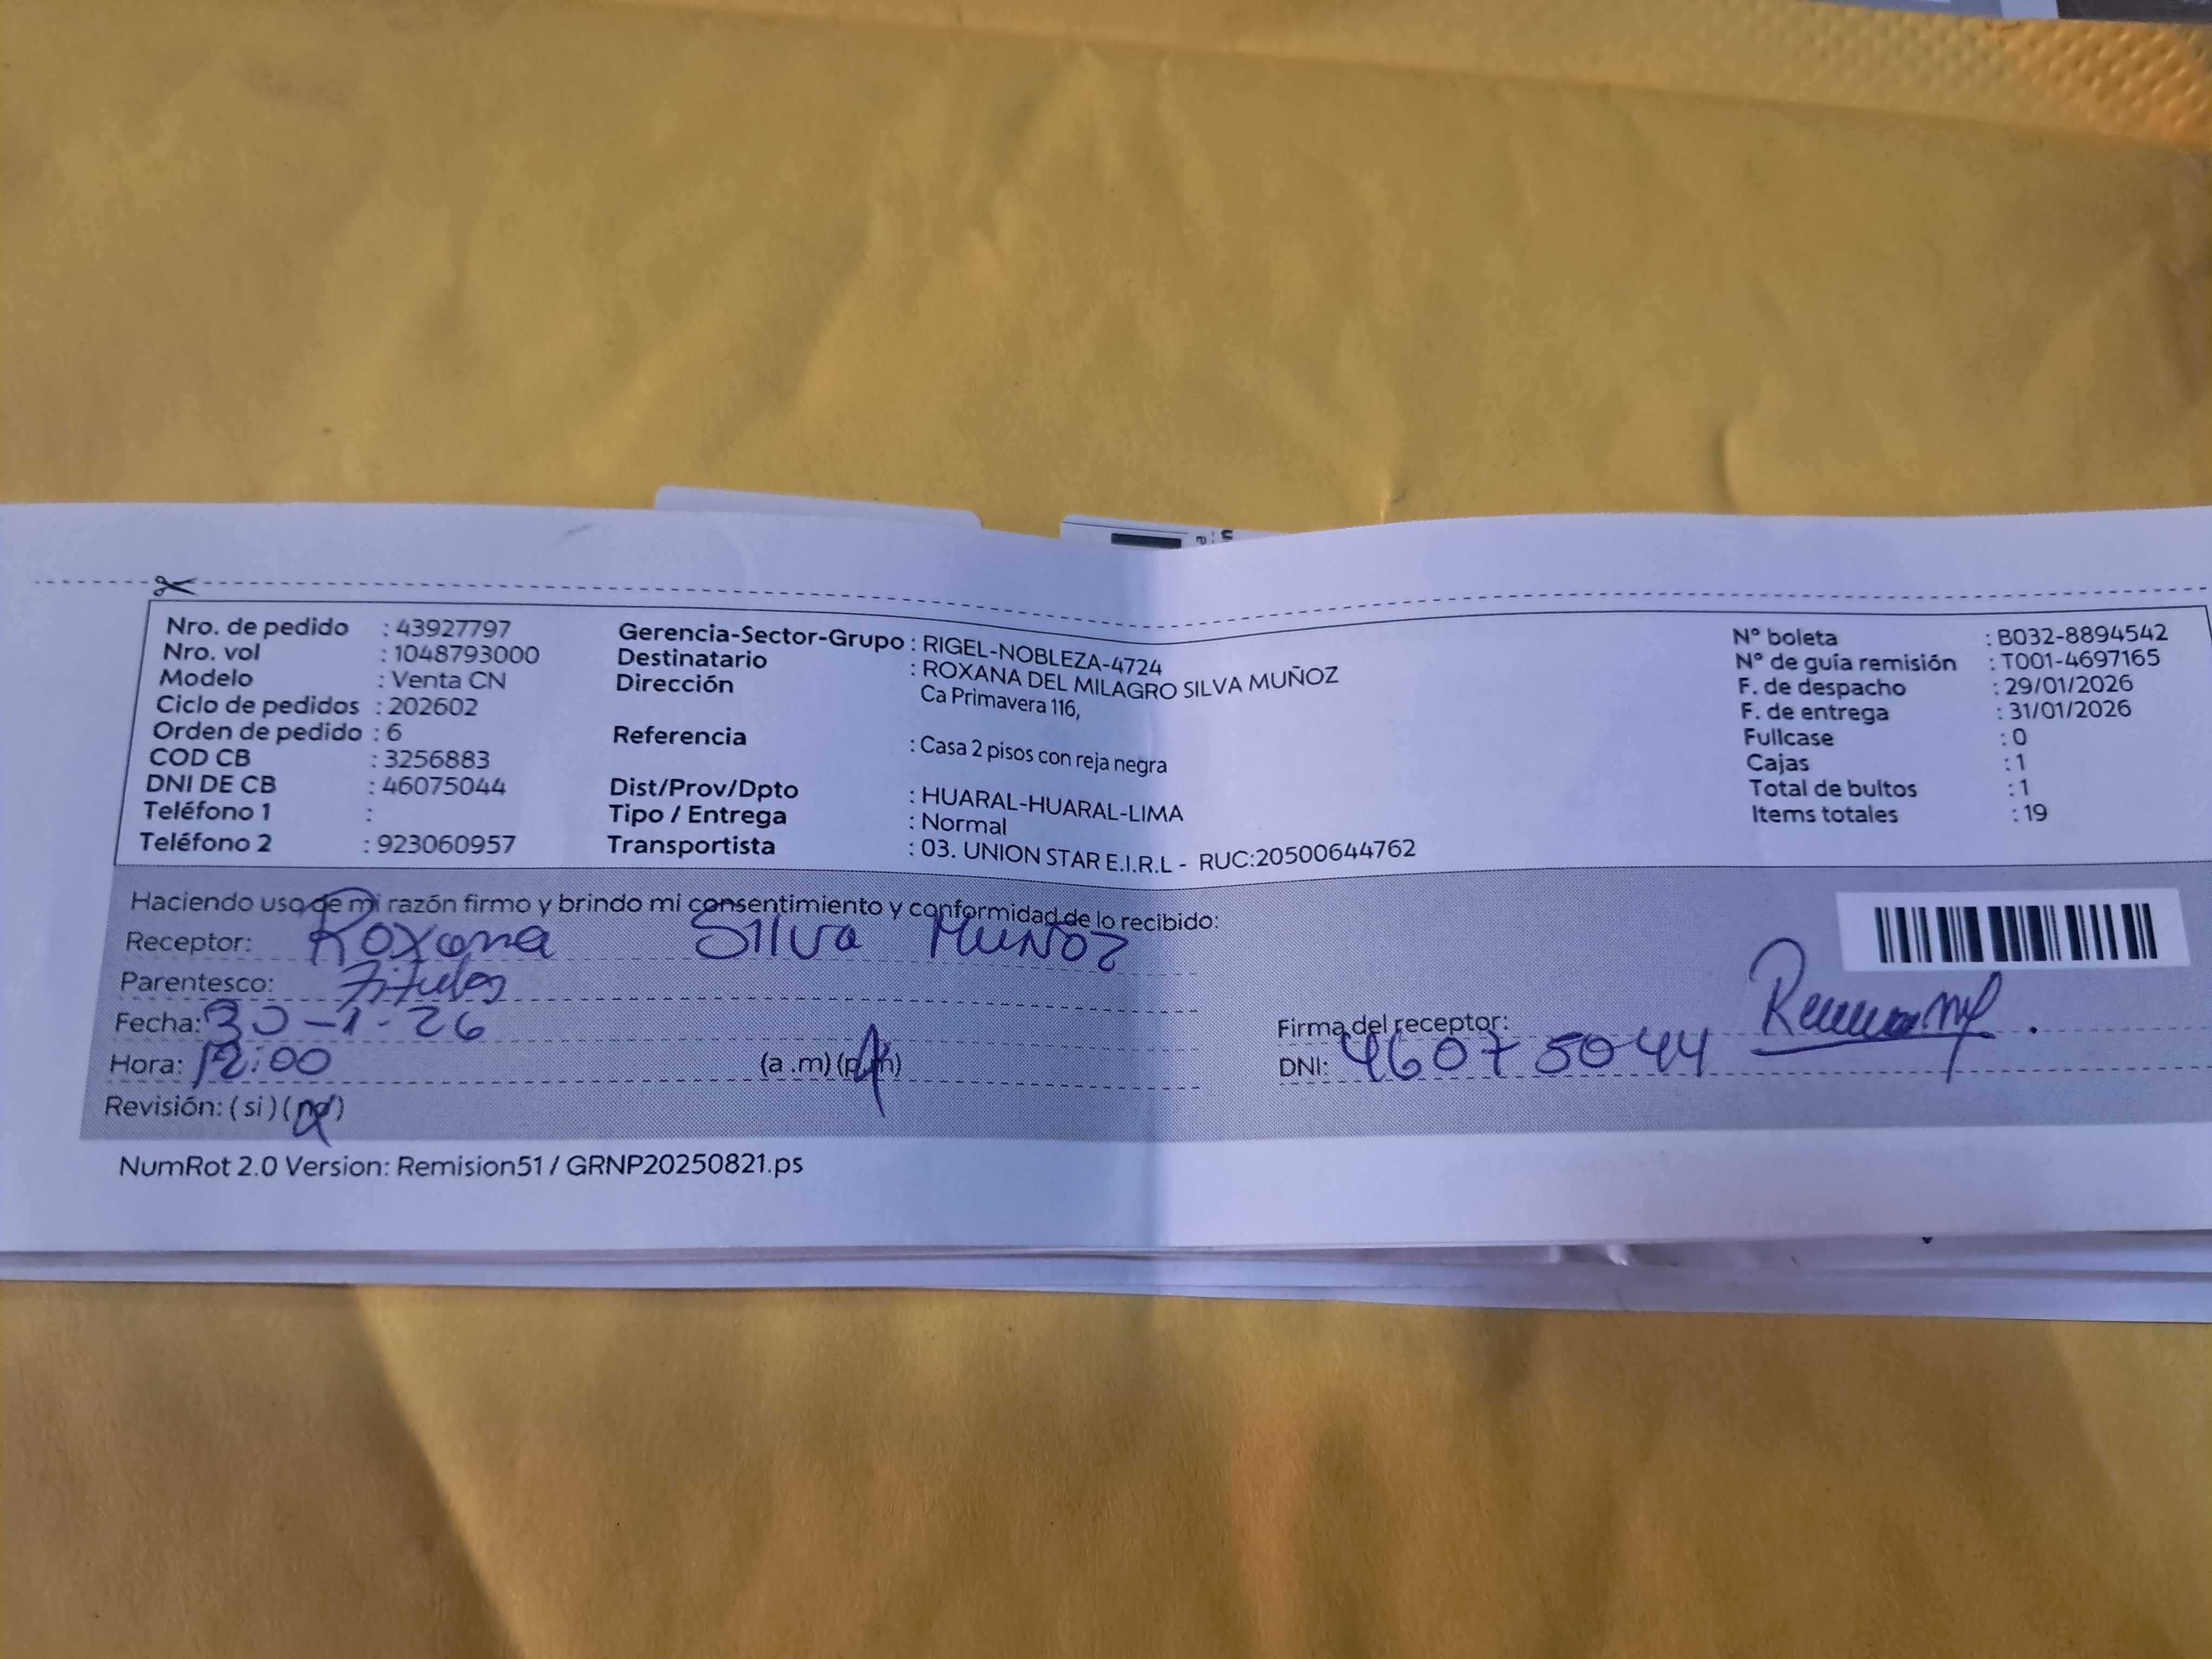 Nro. de pedido : 43927797
Nro. vol : 1048793000
Modelo : Venta CN
Ciclo de pedidos : 202602
Orden de pedido : 6
COD CB : 3256883
DNI DE CB : 46075044
Teléfono 1 :
Teléfono 2 : 923060957
Gerencia-Sector-Grupo : RIGEL-NOBLEZA-4724
Destinatario : ROXANA DEL MILAGRO SILVA MUÑOZ
Dirección Ca Primavera 116,
Referencia : Casa 2 pisos con reja negra
Dist/Prov/Dpto : HUARAL-HUARAL-LIMA
Tipo / Entrega : Normal
Transportista : 03. UNION STAR E.I.R.L - RUC:20500644762
N° boleta : B032-8894542
N° de guía remisión : T001-4697165
F. de despacho : 29/01/2026
F. de entrega : 31/01/2026
Fullcase : 0
Cajas : 1
Total de bultos : 1
Items totales : 19
Haciendo uso de mi razón firmo y brindo mi consentimiento y conformidad de lo recibido:
Receptor: Roxana Silva Muñoz
Parentesco: Titular
Fecha: 30-1-26
Hora: 12:00 (a.m) (p.m)
Revisión: (si) (no)
Firma del receptor:
DNI: 46075044
NumRot 2.0 Version: Remision51 / GRNP20250821.ps